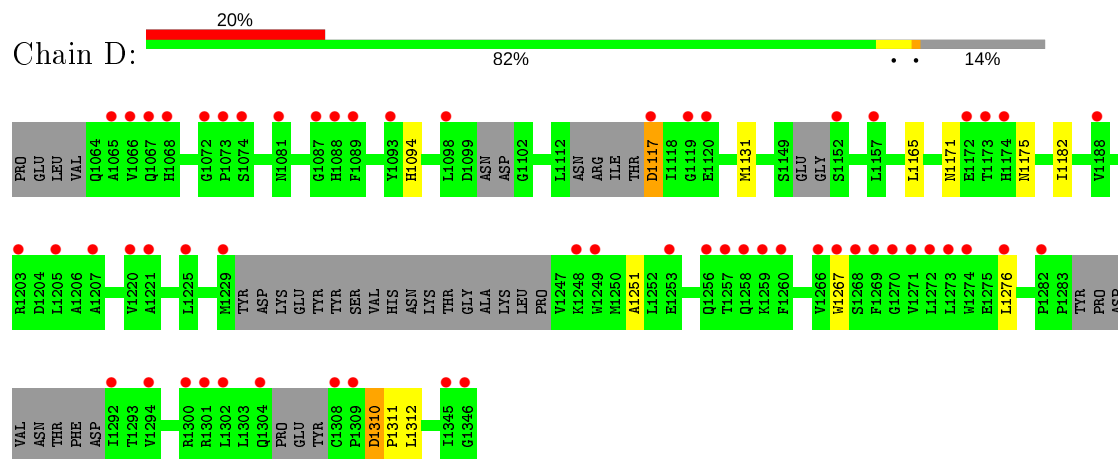 20%
Chain D:
82% • • 14%
PRO GLU LEU VAL Q1064 A1065 V1066 Q1067 H1068 G1072 P1073 S1074 N1081 G1087 H1088 F1089 Y1093 H1094 L1098 D1099 ASN ASP G1102 L1112 ASN ARG ILE THR D1117 I1118 G1119 E1120 M1131 S1149 GLU GLY S1152 L1157 L1165 N1171 E1172 T1173 H1174 N1175 I1182 V1188
R1203 D1204 L1205 A1206 A1207 V1220 A1221 L1225 M1229 TYR ASP LYS GLU TYR TYR SER VAL HIS ASN LYS THR GLY ALA LYS LEU PRO V1247 K1248 W1249 M1250 A1251 L1252 E1253 Q1256 T1257 Q1258 K1259 F1260 V1266 W1267 S1268 F1269 G1270 V1271 L1272 L1273 W1274 E1275 L1276 P1282 P1283 TYR PRO ASP
VAL ASN THR PHE ASP I1292 T1293 V1294 R1300 R1301 L1302 L1303 Q1304 PRO GLU TYR C1308 P1309 D1310 P1311 L1312 I1345 G1346